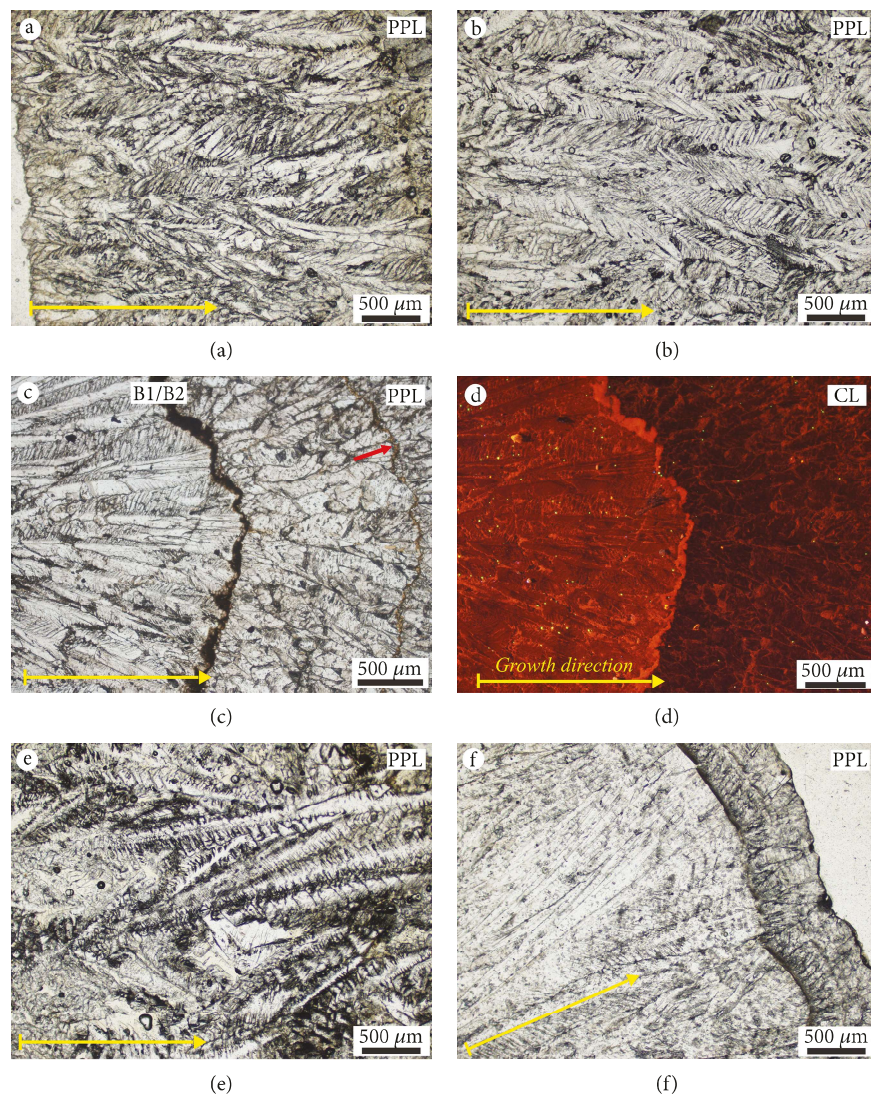 a PPL
500 μm
(a)
b PPL
500 μm
(b)
c B1/B2 PPL
500 μm
(c)
d CL
Growth direction
500 μm
(d)
e PPL
500 μm
(e)
f PPL
500 μm
(f)